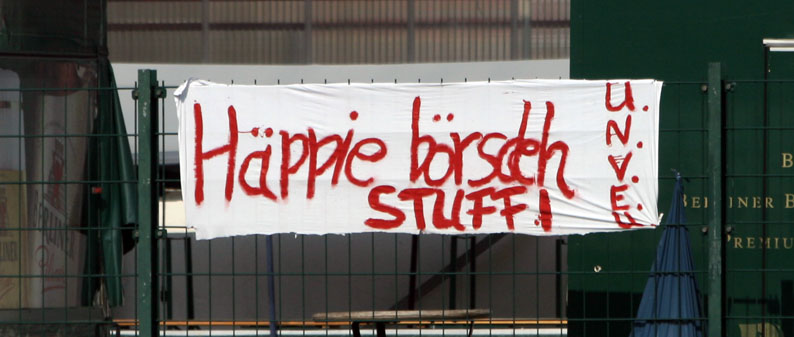 Häppie börsdeh
STUFF!
U.N.V.E.U
BERLINER B
PREMIUM